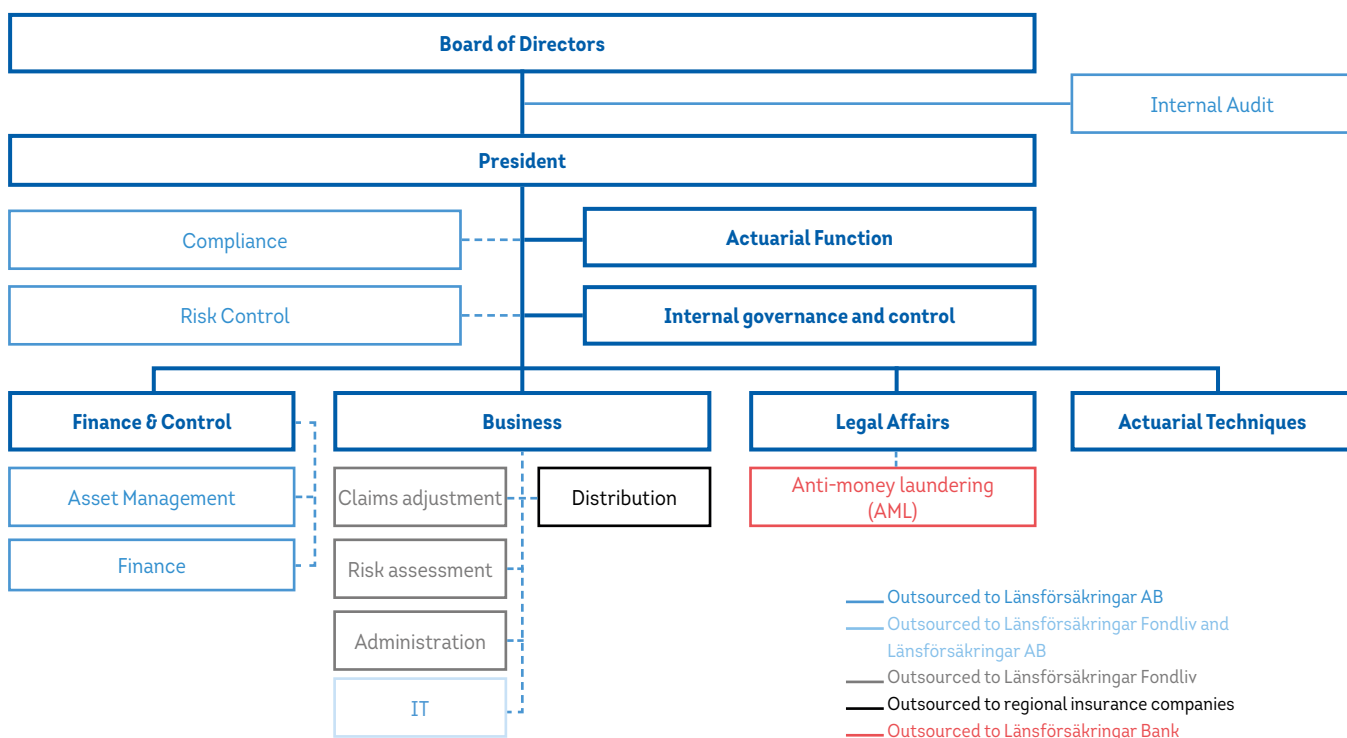 Board of Directors
Internal Audit
President
Compliance
Actuarial Function
Risk Control
Internal governance and control
Finance & Control
Business
Legal Affairs
Actuarial Techniques
Asset Management
Claims adjustment
Distribution
Anti-money laundering
(AML)
Finance
Risk assessment
Administration
IT
Outsourced to Länsförsäkringar AB
Outsourced to Länsförsäkringar Fondliv and
Länsförsäkringar AB
Outsourced to Länsförsäkringar Fondliv
Outsourced to regional insurance companies
Outsourced to Länsförsäkringar Bank